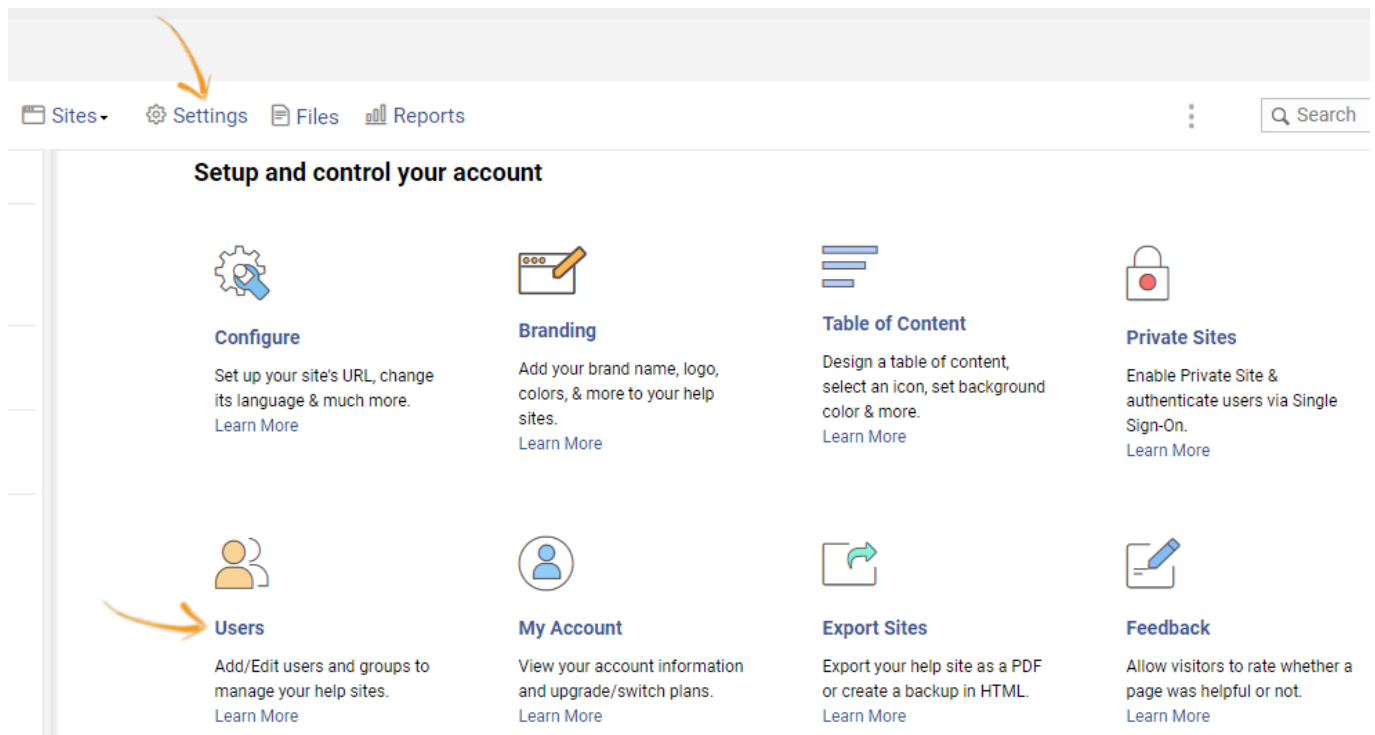 Sites
Settings
Files
Reports
Search
Setup and control your account
Configure
Set up your site's URL, change
its language & much more.
Learn More
Branding
Add your brand name, logo,
colors, & more to your help
sites.
Learn More
Table of Content
Design a table of content,
select an icon, set background
color & more.
Learn More
Private Sites
Enable Private Site &
authenticate users via Single
Sign-On.
Learn More
Users
Add/Edit users and groups to
manage your help sites.
Learn More
My Account
View your account information
and upgrade/switch plans.
Learn More
Export Sites
Export your help site as a PDF
or create a backup in HTML.
Learn More
Feedback
Allow visitors to rate whether a
page was helpful or not.
Learn More